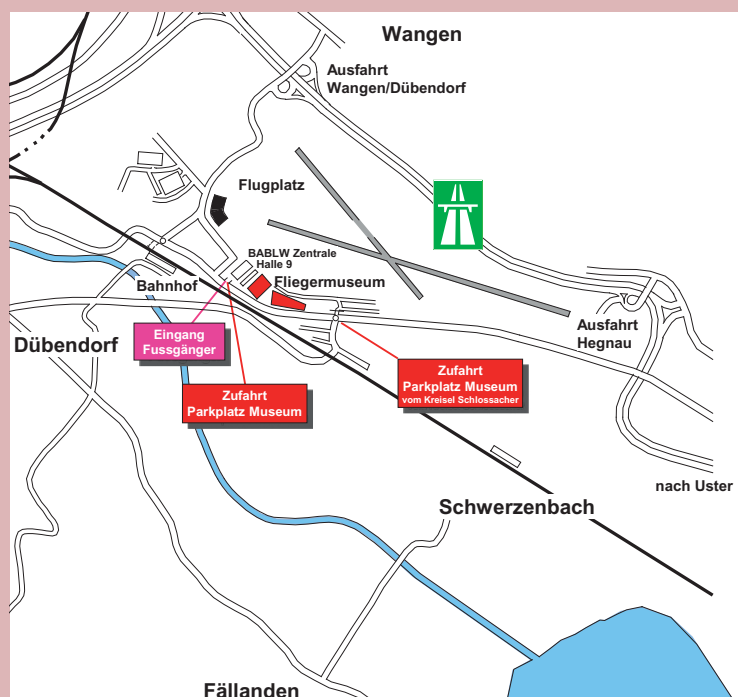 Wangen
Ausfahrt
Wangen/Dübendorf
Flugplatz
BABLW Zentrale
Halle 9
Fliegermuseum
Bahnhof
Eingang
Fussgänger
Dübendorf
Zufahrt
Parkplatz Museum
Zufahrt
Parkplatz Museum
vom Kreisel Schlossacher
Ausfahrt
Hegnau
nach Uster
Schwerzenbach
Fällanden